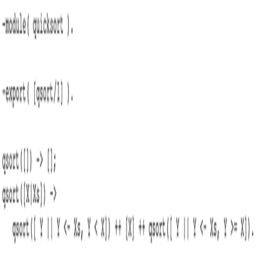 -module( quicksort ).
-export( [qsort/1] ).
qsort([]) -> [];
qsort([X|Xs]) ->
qsort([ Y || Y <- Xs, Y < X]) ++ [X] ++ qsort([ Y || Y <- Xs, Y >= X]).